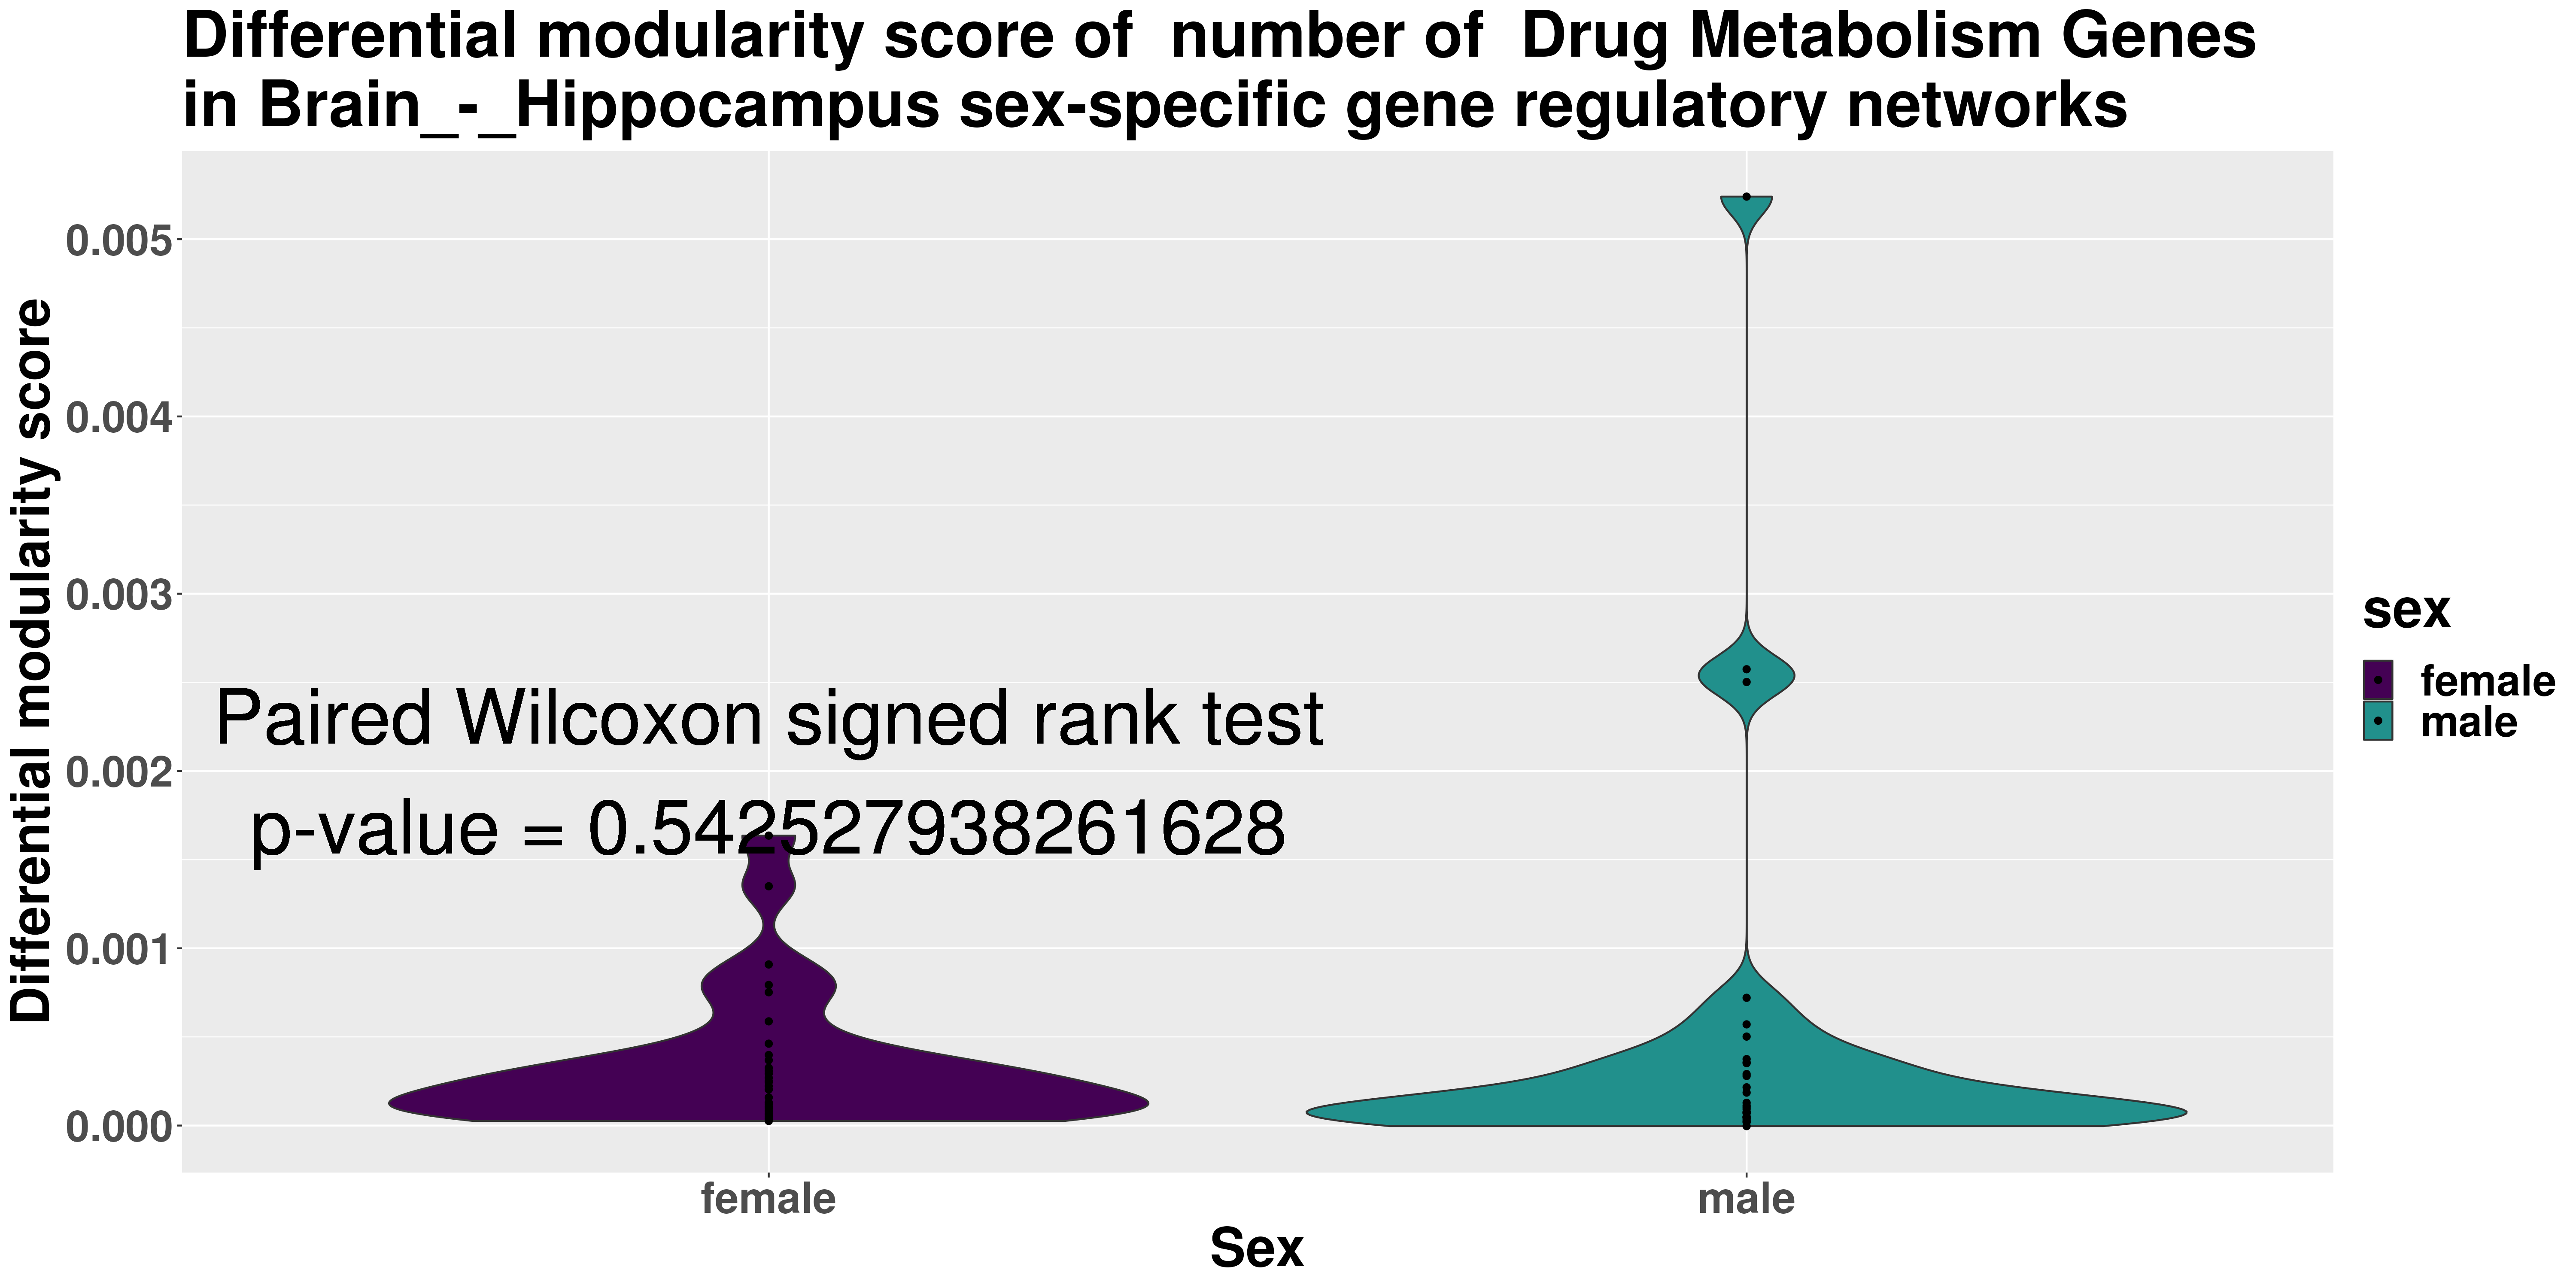 Differential modularity score of  number of  Drug Metabolism Genes
in Brain_-_Hippocampus sex-specific gene regulatory networks
Differential modularity score
0.005
0.004
0.003
0.002
0.001
0.000
Paired Wilcoxon signed rank test
p-value = 0.542527938261628
female
male
Sex
sex
female
male